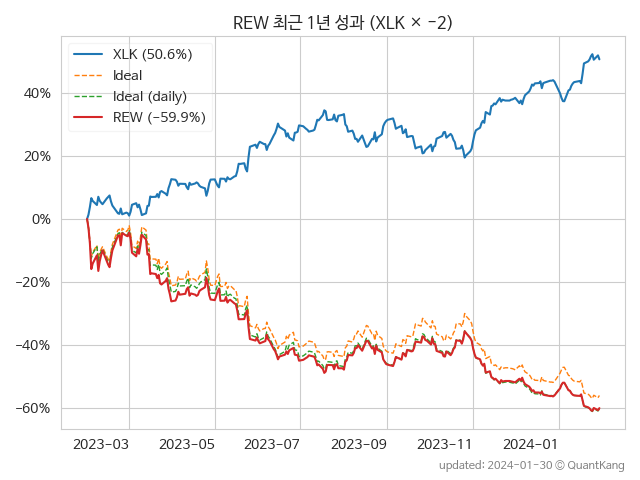 REW 최근 1년 성과 (XLK × −2)
XLK (50.6%)
Ideal
Ideal (daily)
REW (−59.9%)
40%
20%
0%
−20%
−40%
−60%
2023−03 2023−05 2023−07 2023−09 2023−11 2024−01
updated: 2024-01-30 © QuantKang